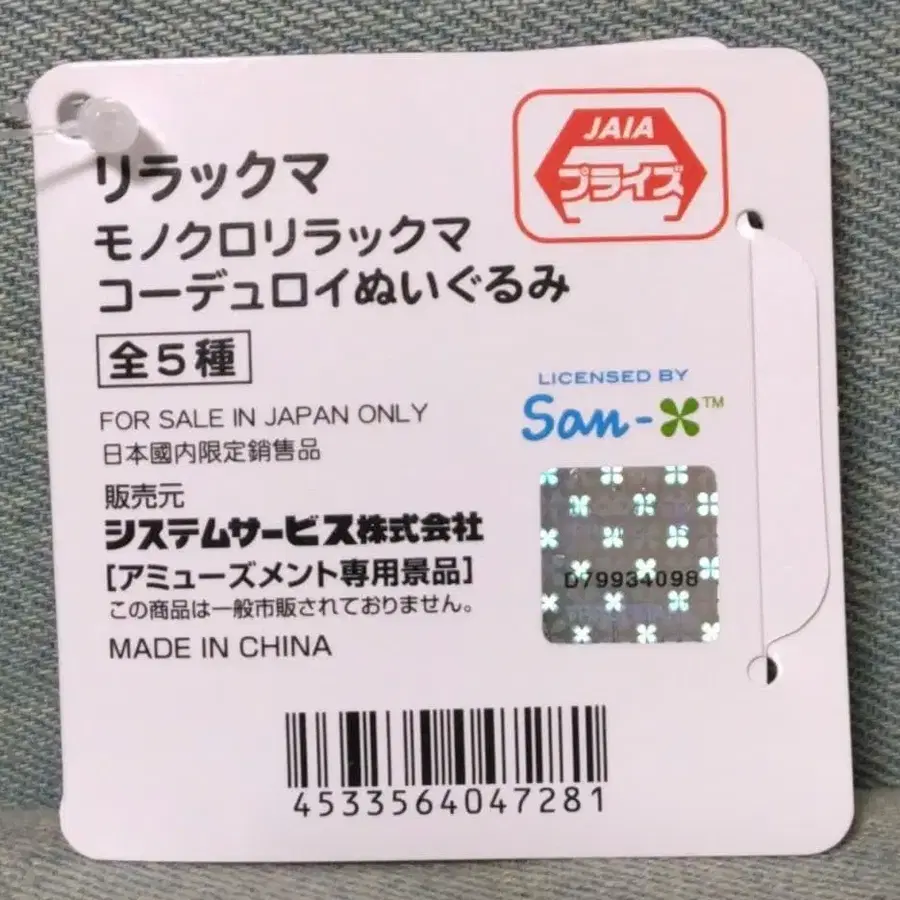 JAIA
プライズ
リラックマ
モノクロリラックマ
コーデュロイぬいぐるみ
全5種
FOR SALE IN JAPAN ONLY
日本國内限定銷售品
LICENSED BY
San-X™
販売元
システムサービス株式会社
[アミューズメント専用景品]
この商品は一般市販されておりません。
MADE IN CHINA
D79934098
4533564047281